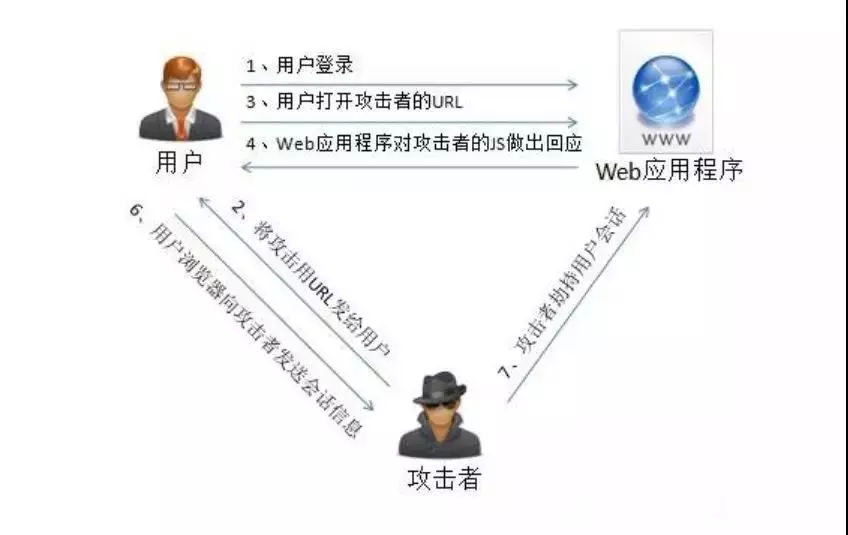 1、用户登录
3、用户打开攻击者的URL
4、Web应用程序对攻击者的JS做出回应
用户
WWW
Web应用程序
2、将攻击用URL发给用户
6、用户浏览器向攻击者发送会话信息
7、攻击者劫持用户会话
攻击者